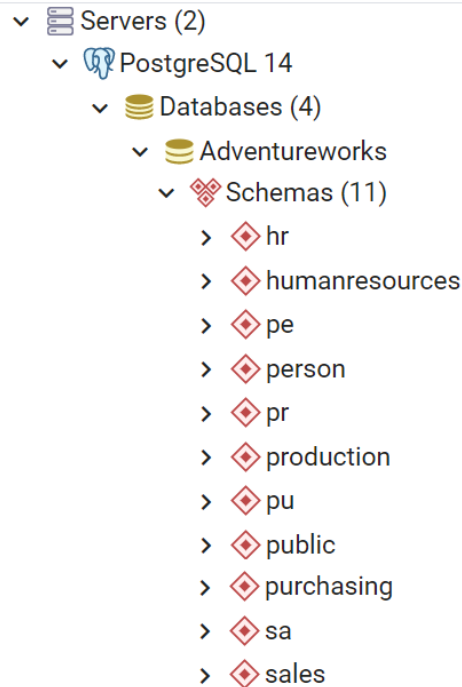 Servers (2)
PostgreSQL 14
Databases (4)
Adventureworks
Schemas (11)
hr
humanresources
pe
person
pr
production
pu
public
purchasing
sa
sales